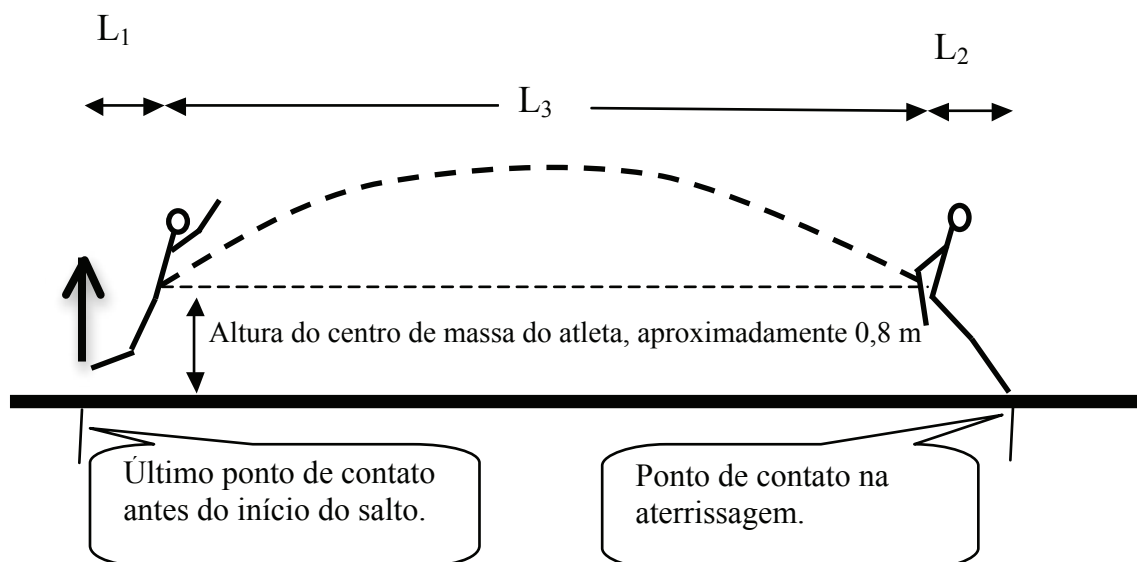 L₁
L₂
L₃
Altura do centro de massa do atleta, aproximadamente 0,8 m
Último ponto de contato
antes do início do salto.
Ponto de contato na
aterrissagem.